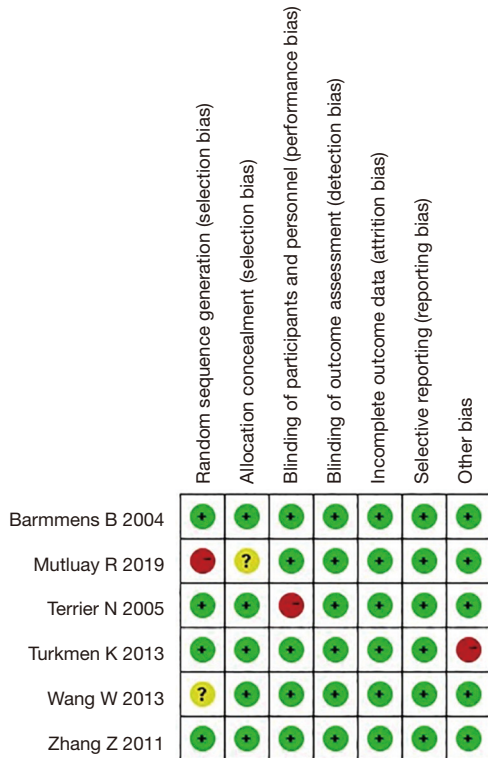 Random sequence generation (selection bias)
Allocation concealment (selection bias)
Blinding of participants and personnel (performance bias)
Blinding of outcome assessment (detection bias)
Incomplete outcome data (attrition bias)
Selective reporting (reporting bias)
Other bias
Barmmens B 2004 + + + + + + +
Mutluay R 2019 - ? + + + + +
Terrier N 2005 + + - + + + +
Turkmen K 2013 + + + + + + -
Wang W 2013 ? + + + + + +
Zhang Z 2011 + + + + + + +